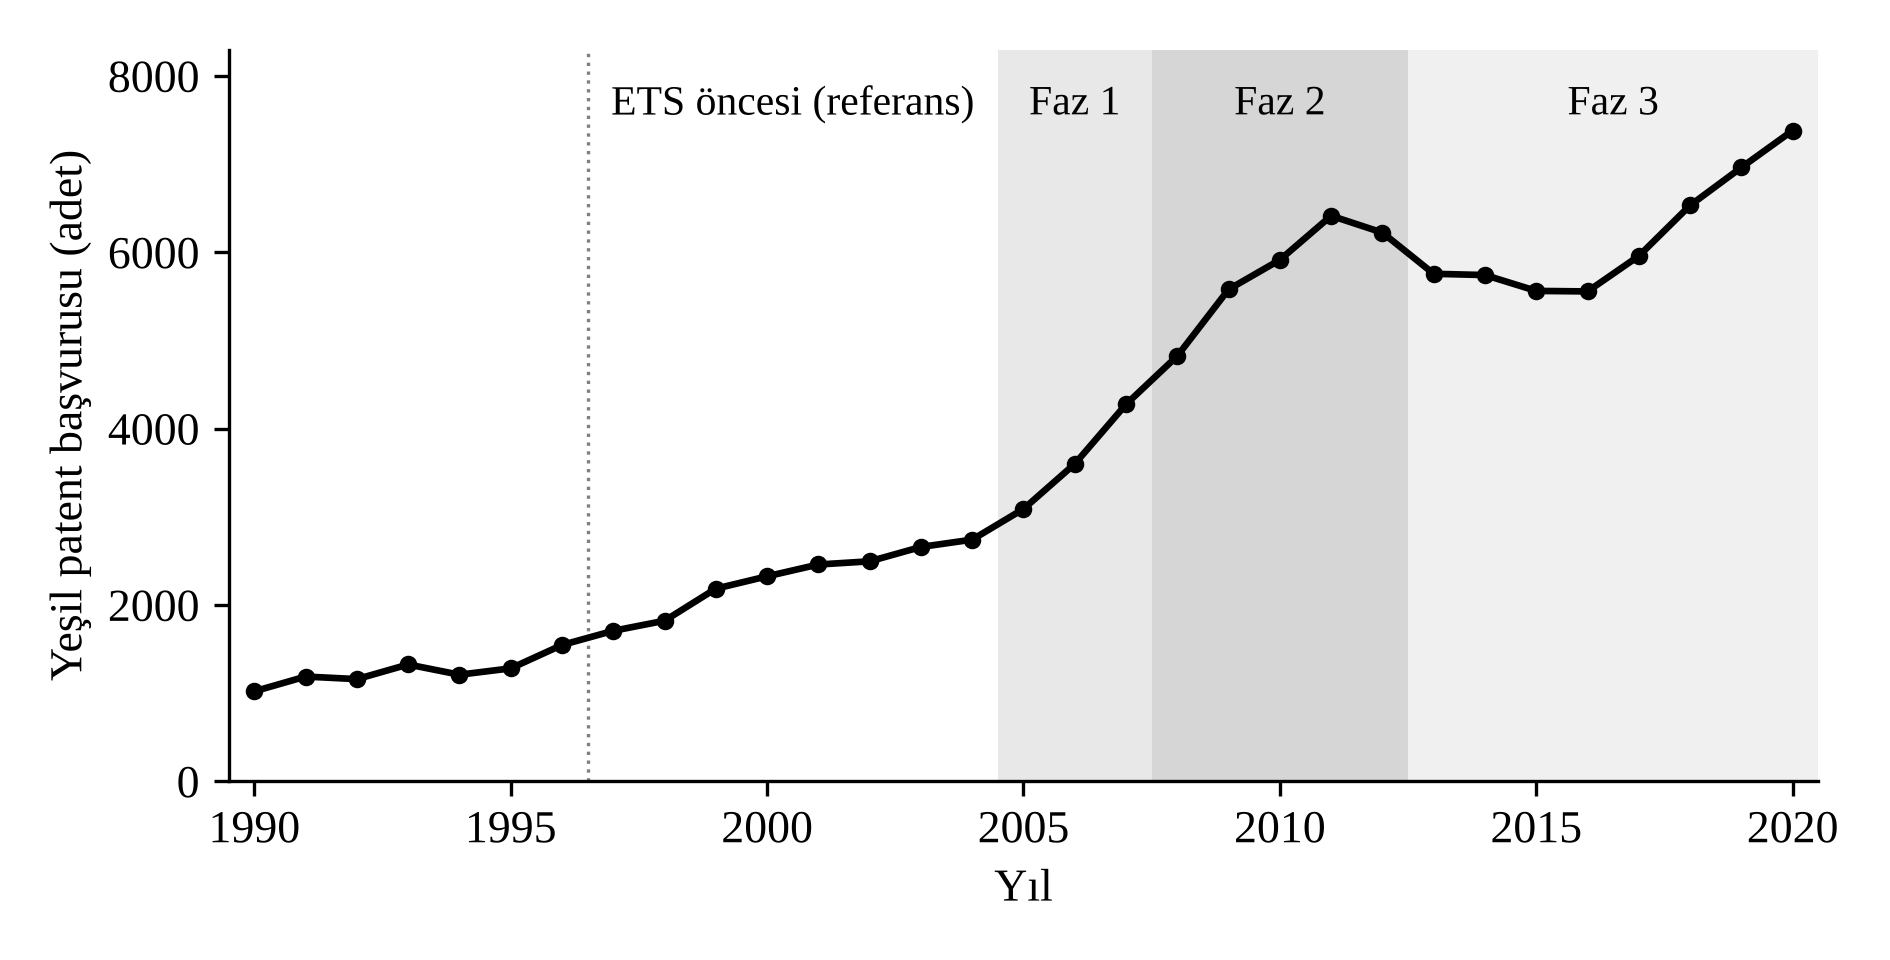 Yeşil patent başvurusu (adet)
8000
6000
4000
2000
0
ETS öncesi (referans)
Faz 1
Faz 2
Faz 3
1990 1995 2000 2005 2010 2015 2020
Yıl